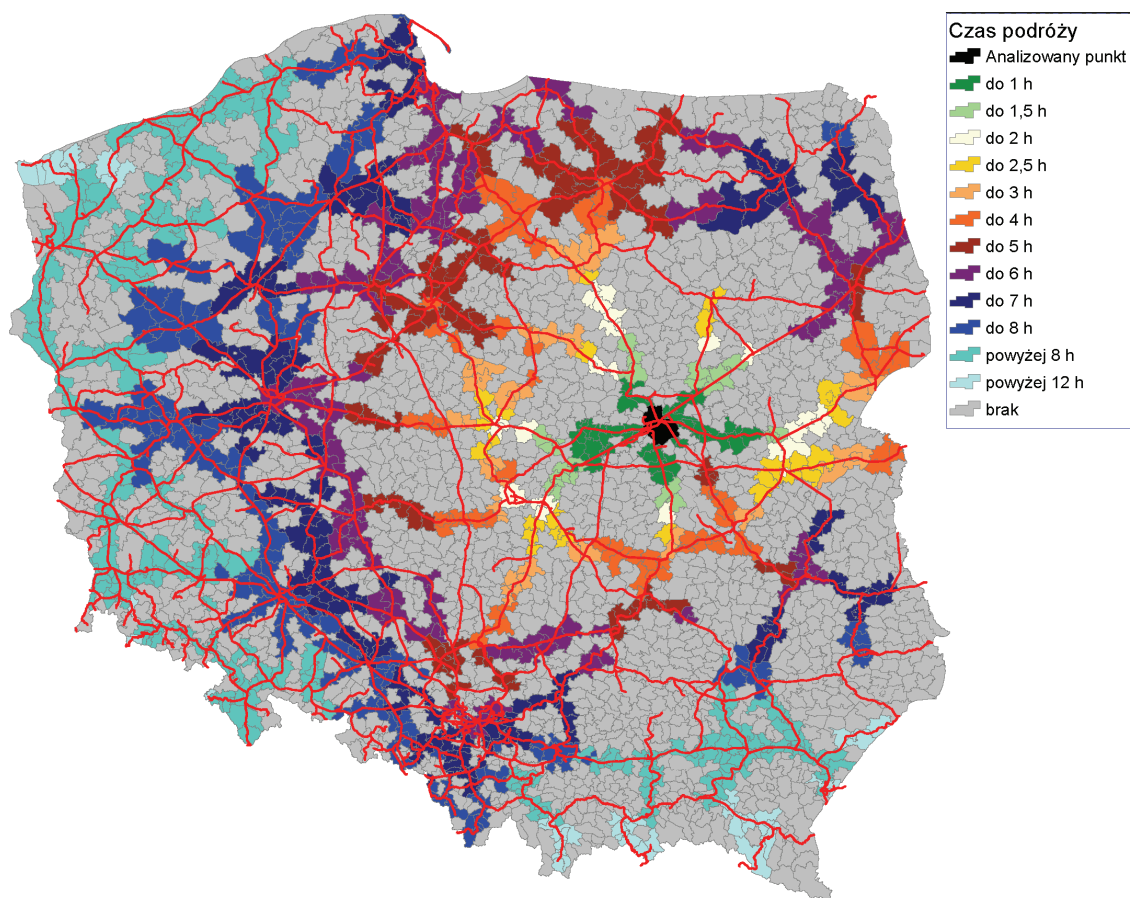 Czas podróży
Analizowany punkt
do 1 h
do 1,5 h
do 2 h
do 2,5 h
do 3 h
do 4 h
do 5 h
do 6 h
do 7 h
do 8 h
powyżej 8 h
powyżej 12 h
brak